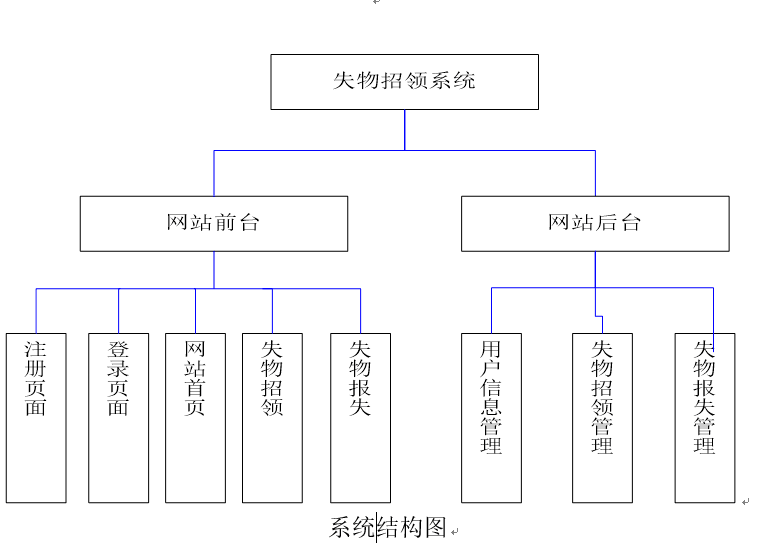 失物招领系统
网站前台
网站后台
注册页面
登录页面
网站首页
失物招领
失物报失
用户信息管理
失物招领管理
失物报失管理
系统结构图